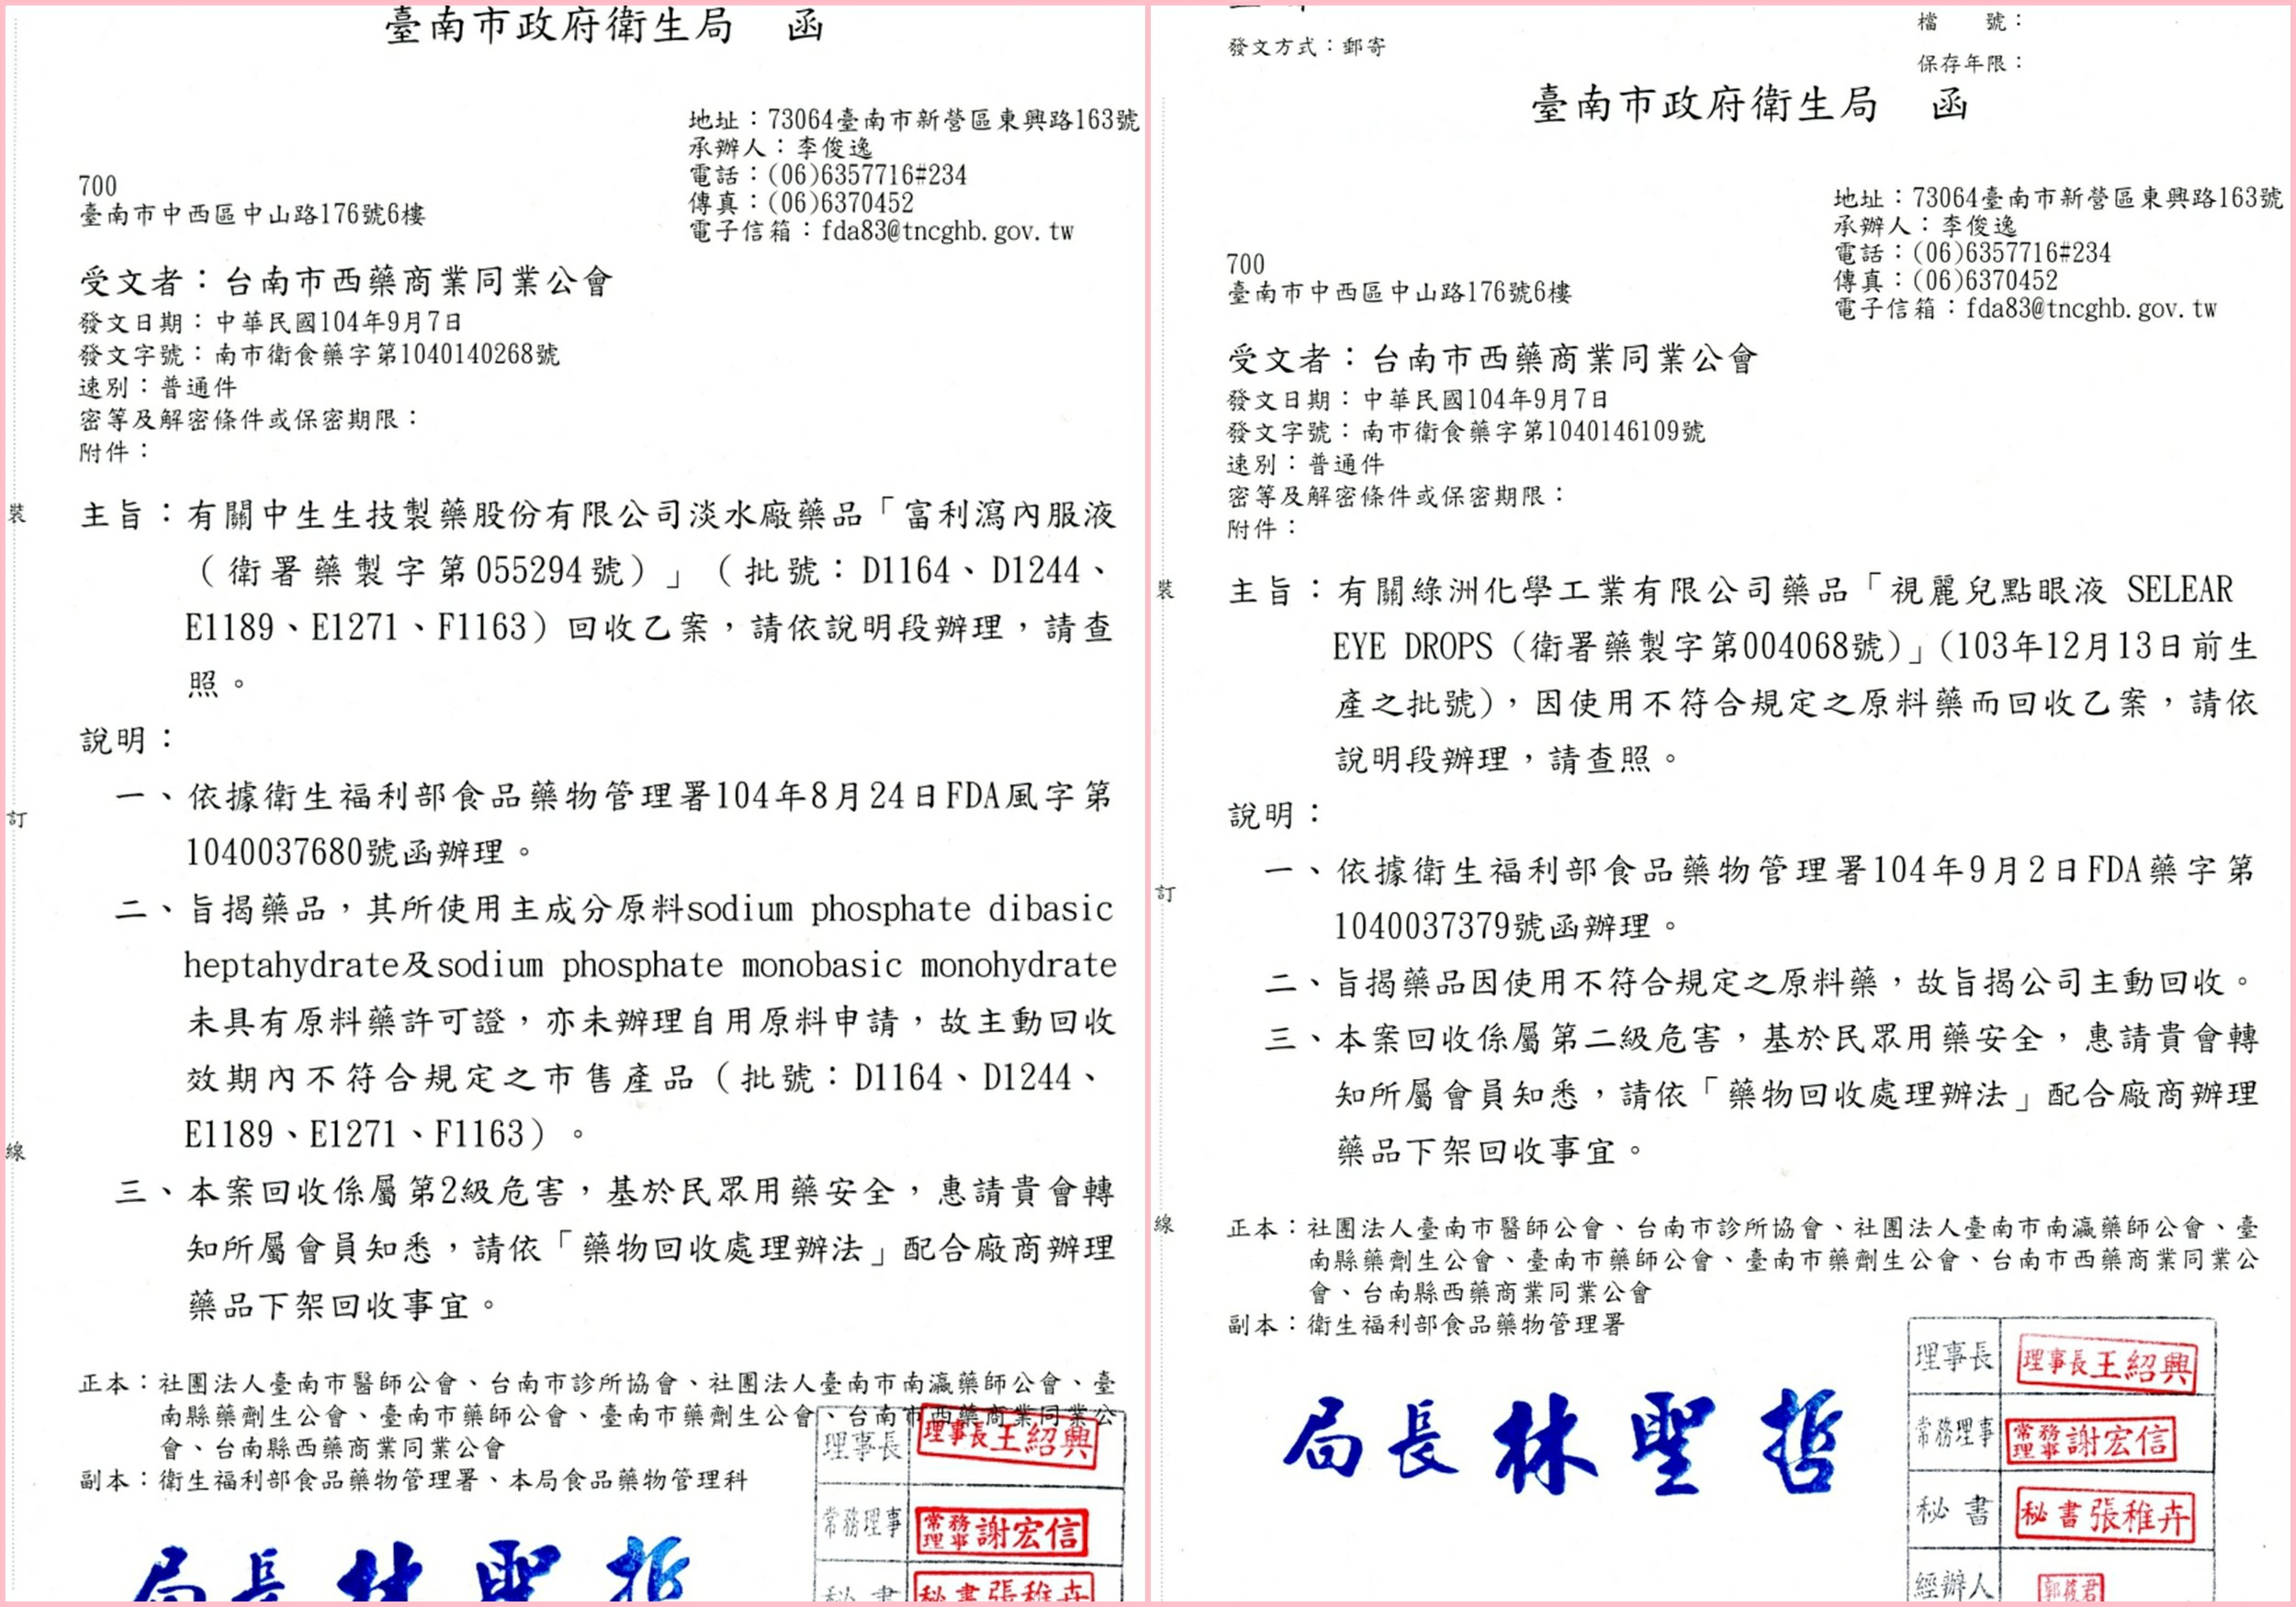 臺南市政府衛生局　函
地址：73064臺南市新營區東興路163號
承辦人：李俊逸
電話：(06)6357716#234
傳真：(06)6370452
電子信箱：fda83@tncghb.gov.tw
700
臺南市中西區中山路176號6樓
受文者：台南市西藥商業同業公會
發文日期：中華民國104年9月7日
發文字號：南市衛食藥字第1040140268號
速別：普通件
密等及解密條件或保密期限：
附件：
主旨：有關中生生技製藥股份有限公司淡水廠藥品「富利瀉內服液
（衛署藥製字第055294號）」（批號：D1164、D1244、
E1189、E1271、F1163）回收乙案，請依說明段辦理，請查
照。
說明：
一、依據衛生福利部食品藥物管理署104年8月24日FDA風字第
1040037680號函辦理。
二、旨揭藥品，其所使用主成分原料sodium phosphate dibasic
heptahydrate及sodium phosphate monobasic monohydrate
未具有原料藥許可證，亦未辦理自用原料申請，故主動回收
效期內不符合規定之市售產品（批號：D1164、D1244、
E1189、E1271、F1163）。
三、本案回收係屬第2級危害，基於民眾用藥安全，惠請貴會轉
知所屬會員知悉，請依「藥物回收處理辦法」配合廠商辦理
藥品下架回收事宜。
正本：社團法人臺南市醫師公會、台南市診所協會、社團法人臺南市南瀛藥師公會、臺
南縣藥劑生公會、臺南市藥師公會、臺南市藥劑生公會、台南市西藥商業同業公
會、台南縣西藥商業同業公會
副本：衛生福利部食品藥物管理署、本局食品藥物管理科
局長林聖哲
理事長 理事長王紹興
常務理事 常務理事謝宏信
秘書 秘書張稚卉
裝
訂
線
檔　　號：
保存年限：
發文方式：郵寄
臺南市政府衛生局　函
地址：73064臺南市新營區東興路163號
承辦人：李俊逸
電話：(06)6357716#234
傳真：(06)6370452
電子信箱：fda83@tncghb.gov.tw
700
臺南市中西區中山路176號6樓
受文者：台南市西藥商業同業公會
發文日期：中華民國104年9月7日
發文字號：南市衛食藥字第1040146109號
速別：普通件
密等及解密條件或保密期限：
附件：
主旨：有關綠洲化學工業有限公司藥品「視麗兒點眼液 SELEAR
EYE DROPS（衛署藥製字第004068號）」（103年12月13日前生
產之批號），因使用不符合規定之原料藥而回收乙案，請依
說明段辦理，請查照。
說明：
一、依據衛生福利部食品藥物管理署104年9月2日FDA藥字第
1040037379號函辦理。
二、旨揭藥品因使用不符合規定之原料藥，故旨揭公司主動回收。
三、本案回收係屬第二級危害，基於民眾用藥安全，惠請貴會轉
知所屬會員知悉，請依「藥物回收處理辦法」配合廠商辦理
藥品下架回收事宜。
正本：社團法人臺南市醫師公會、台南市診所協會、社團法人臺南市南瀛藥師公會、臺
南縣藥劑生公會、臺南市藥師公會、臺南市藥劑生公會、台南市西藥商業同業公
會、台南縣西藥商業同業公會
副本：衛生福利部食品藥物管理署
局長林聖哲
理事長 理事長王紹興
常務理事 常務理事謝宏信
秘書 秘書張稚卉
經辦人
裝
訂
線